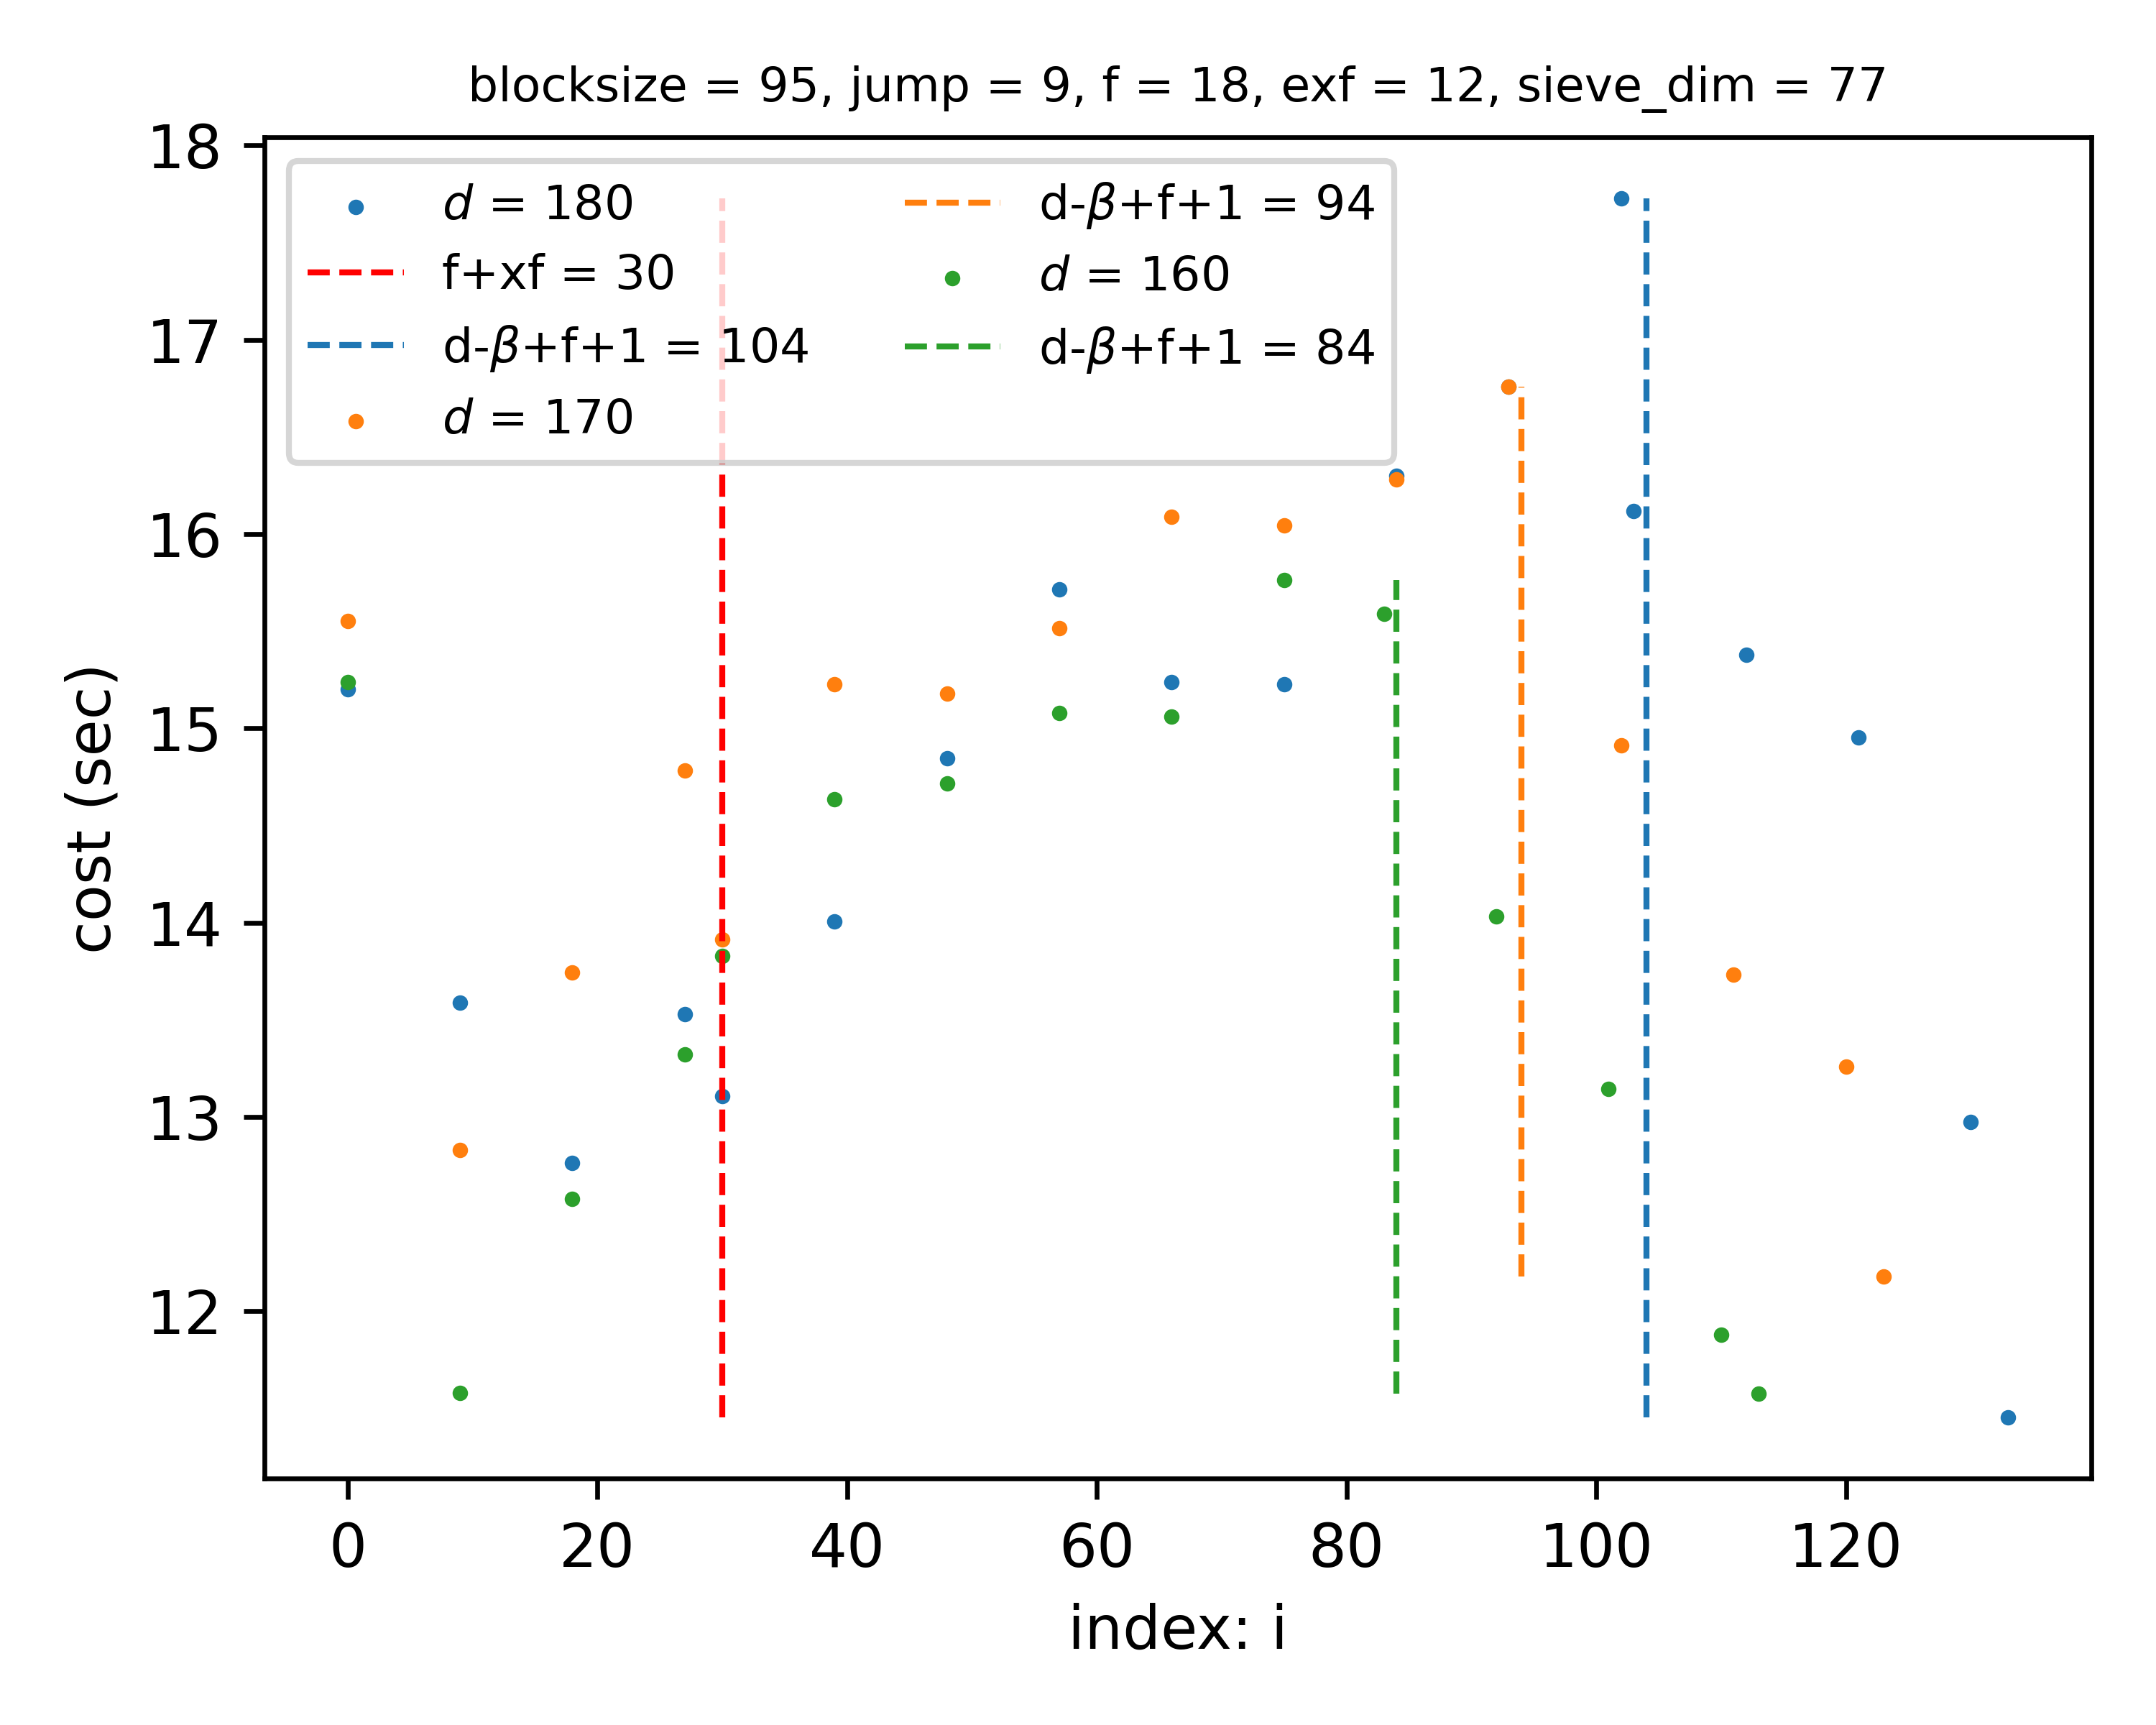 blocksize = 95, jump = 9, f = 18, exf = 12, sieve_dim = 77
18
17
16
15
14
13
12
cost (sec)
d = 180
f+xf = 30
d-β+f+1 = 104
d = 170
d-β+f+1 = 94
d = 160
d-β+f+1 = 84
0 20 40 60 80 100 120
index: i